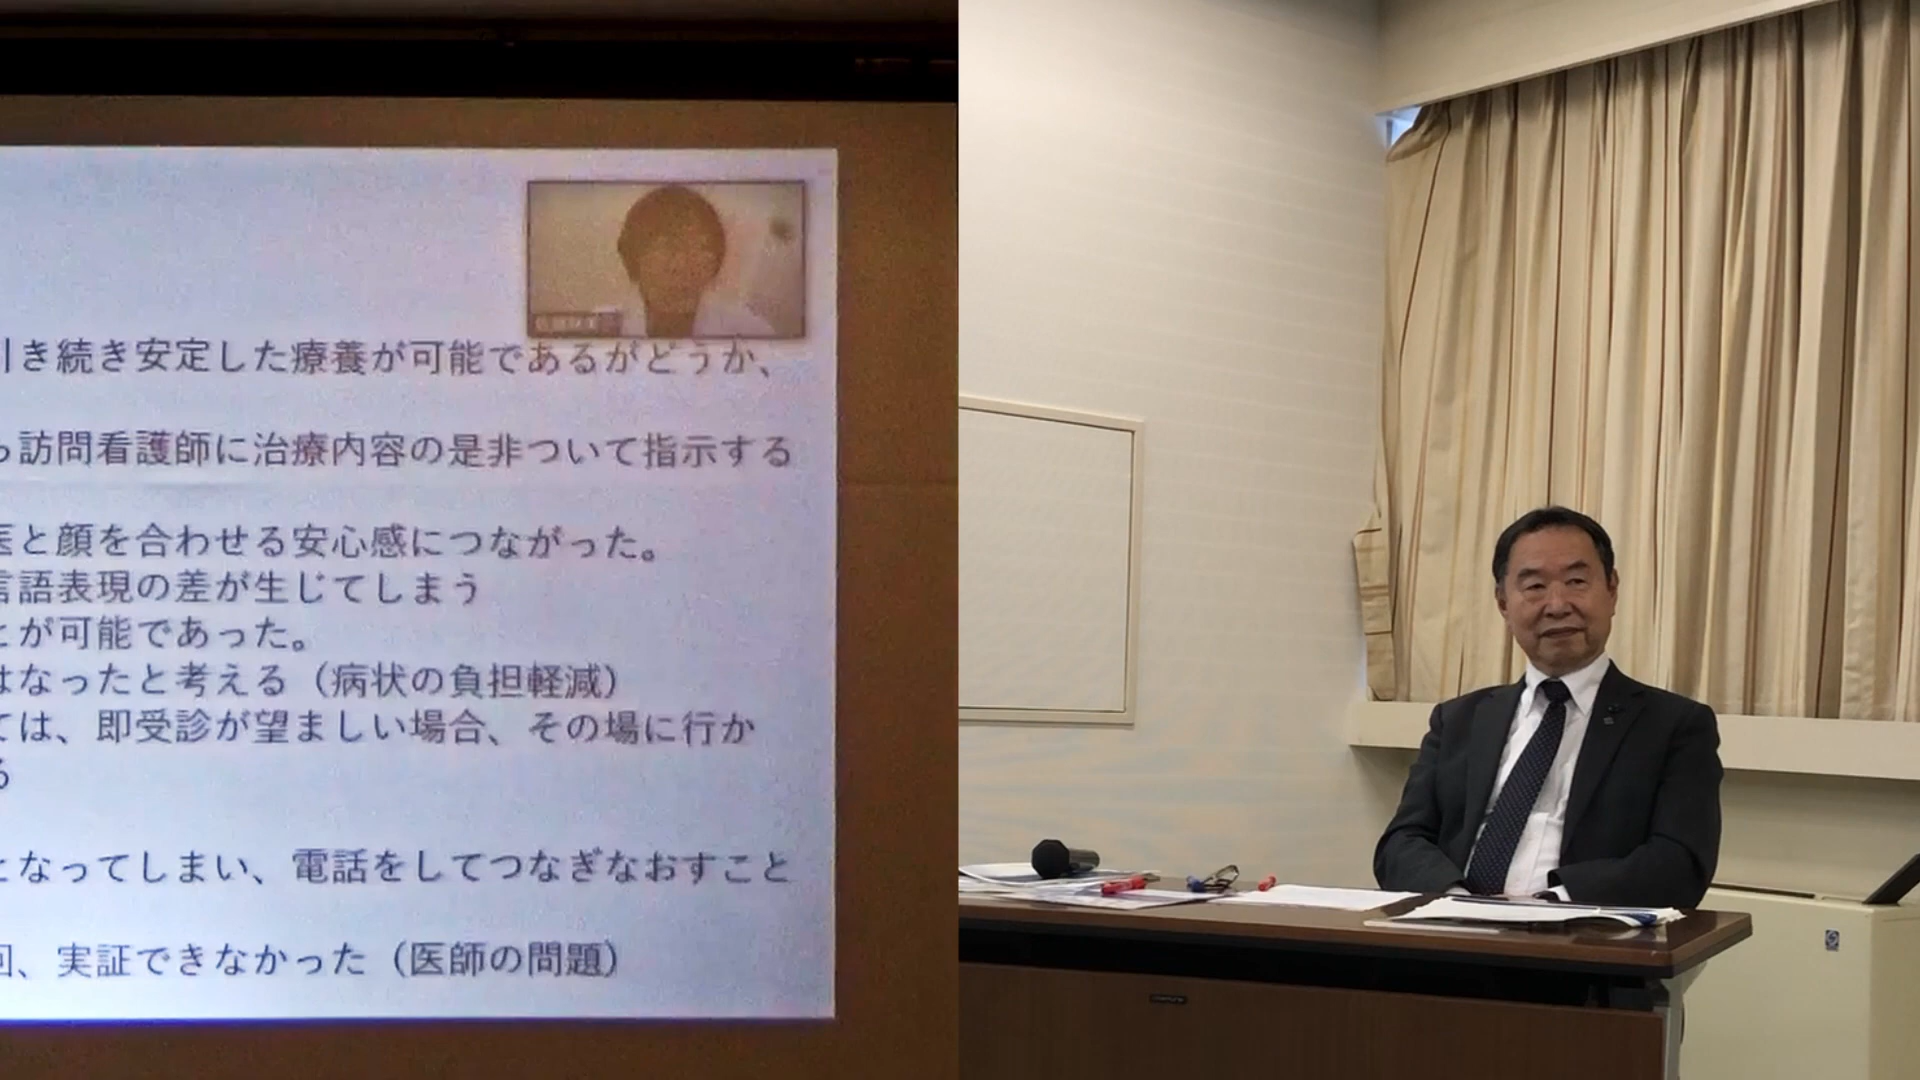 引き続き安定した療養が可能であるがどうか、
ら訪問看護師に治療内容の是非ついて指示する
医と顔を合わせる安心感につながった。
言語表現の差が生じてしまう
とが可能であった。
はなったと考える（病状の負担軽減）
ては、即受診が望ましい場合、その場に行か
る
となってしまい、電話をしてつなぎなおすこと
回、実証できなかった（医師の問題）